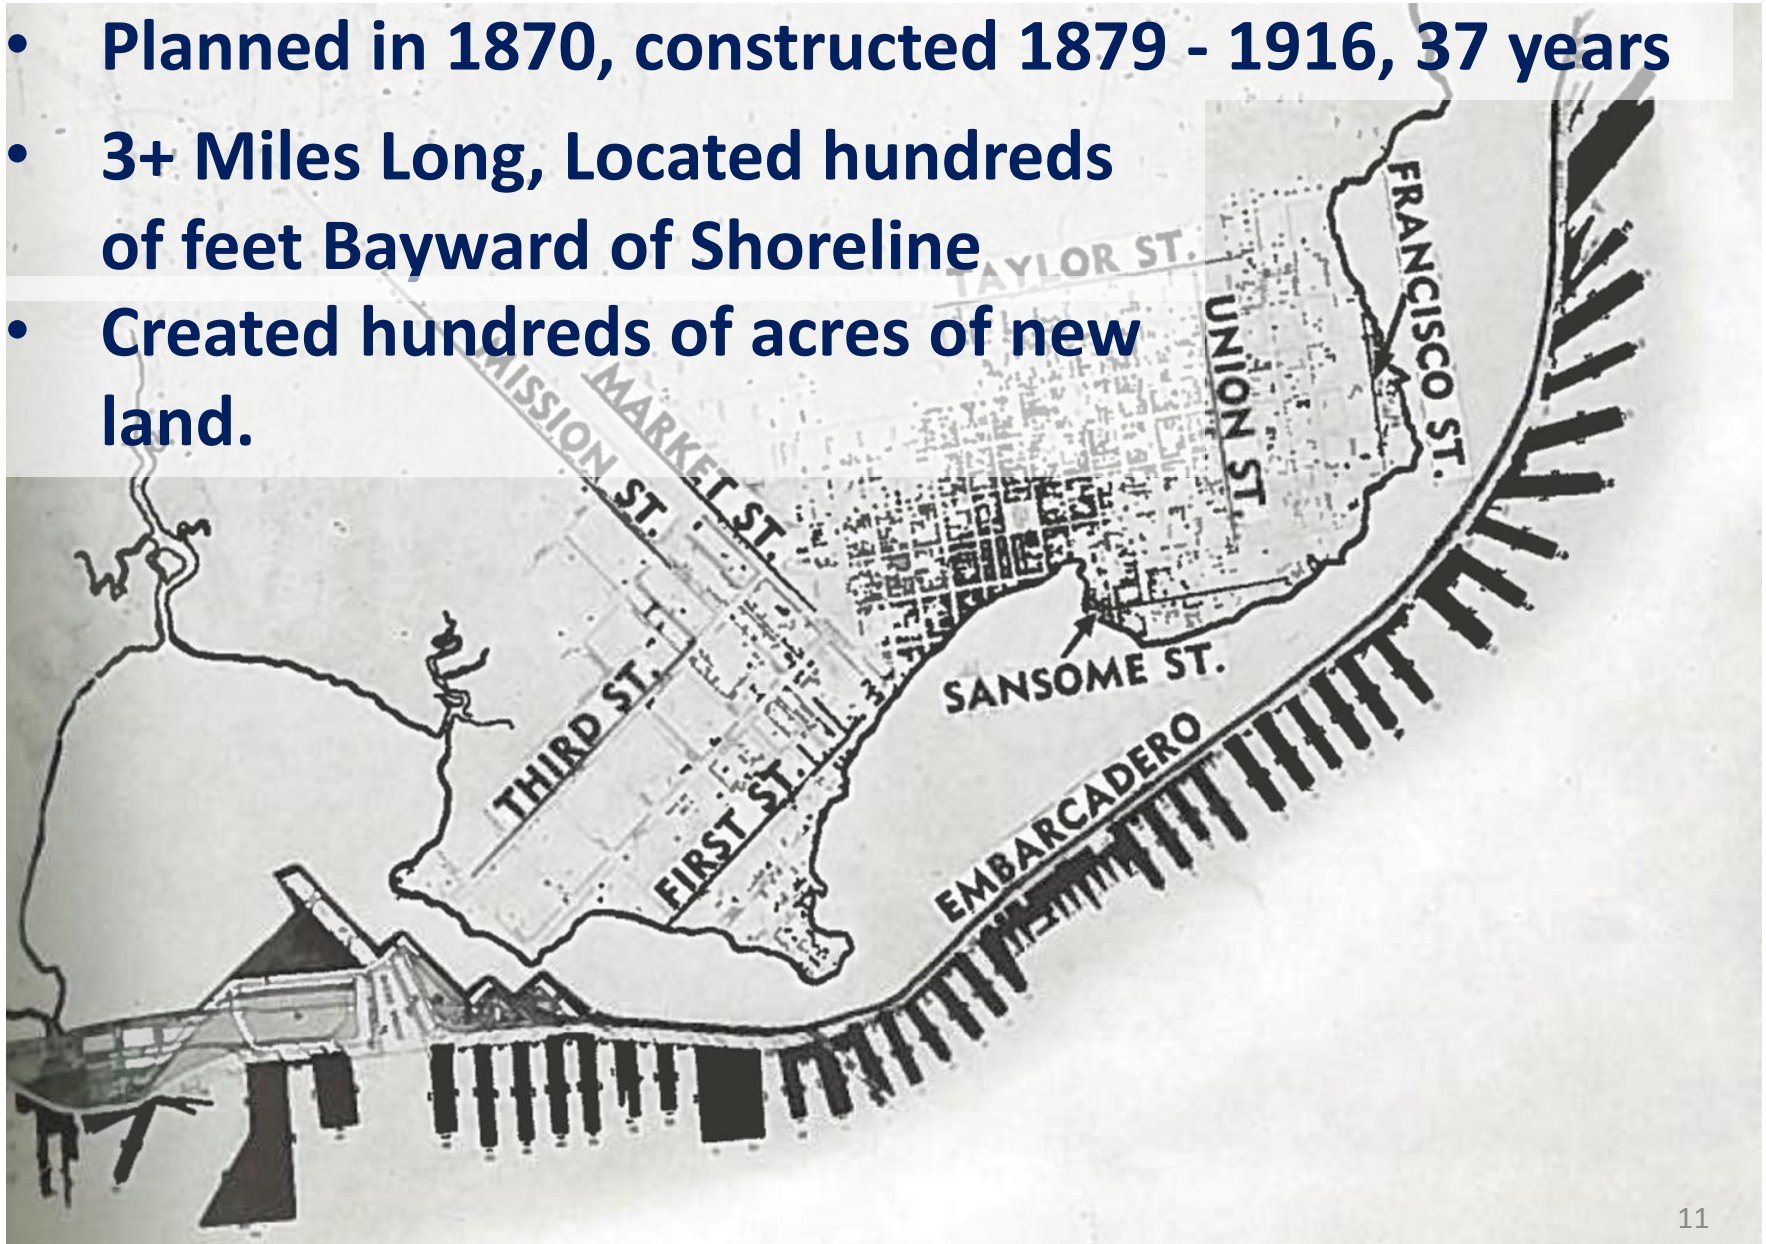 • Planned in 1870, constructed 1879 - 1916, 37 years
• 3+ Miles Long, Located hundreds
of feet Bayward of Shoreline
• Created hundreds of acres of new
land.
TAYLOR ST.
UNION ST.
FRANCISCO ST.
MISSION ST.
MARKET ST.
SANSOME ST.
THIRD ST.
FIRST ST.
EMBARCADERO
11